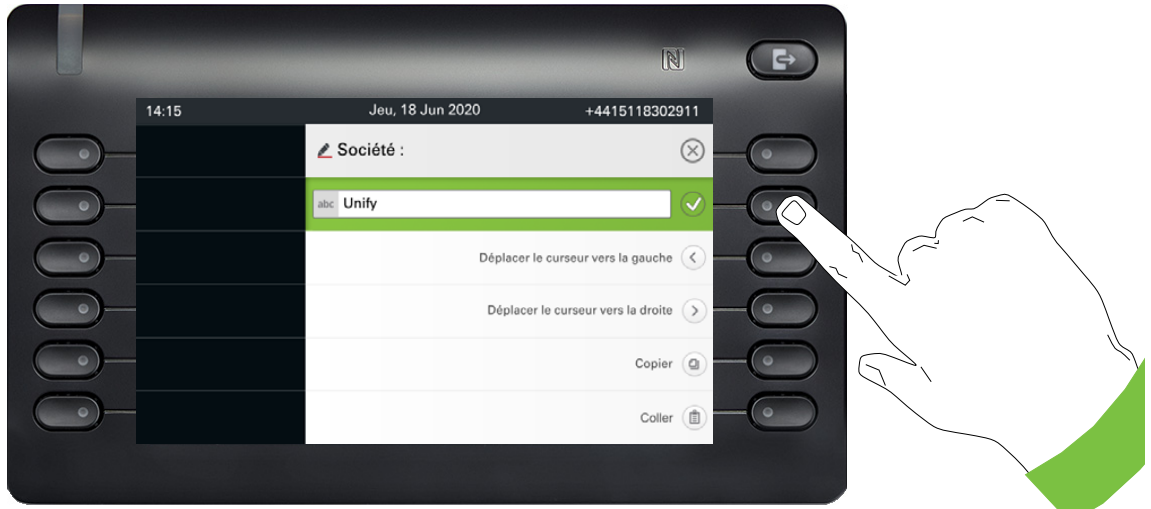 14:15 Jeu, 18 Jun 2020 +4415118302911
Société :
abc Unify
Déplacer le curseur vers la gauche
Déplacer le curseur vers la droite
Copier
Coller